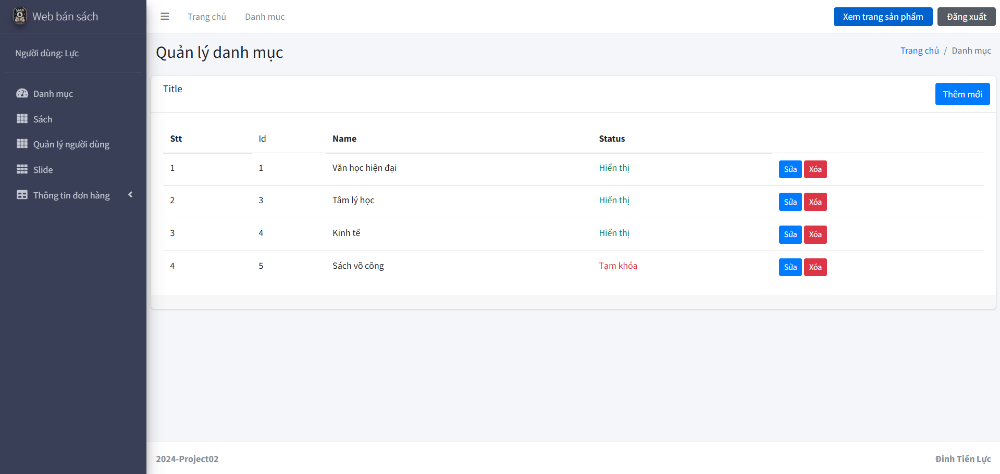 SÁCH
Web bán sách
Trang chủ Danh mục Xem trang sản phẩm Đăng xuất
Người dùng: Lực
Danh mục
Sách
Quản lý người dùng
Slide
Thông tin đơn hàng
Quản lý danh mục
Trang chủ / Danh mục
Title Thêm mới
Stt Id Name Status
1 1 Văn học hiện đại Hiển thị Sửa Xóa
2 3 Tâm lý học Hiển thị Sửa Xóa
3 4 Kinh tế Hiển thị Sửa Xóa
4 5 Sách võ công Tạm khóa Sửa Xóa
2024-Project02 Đinh Tiến Lực